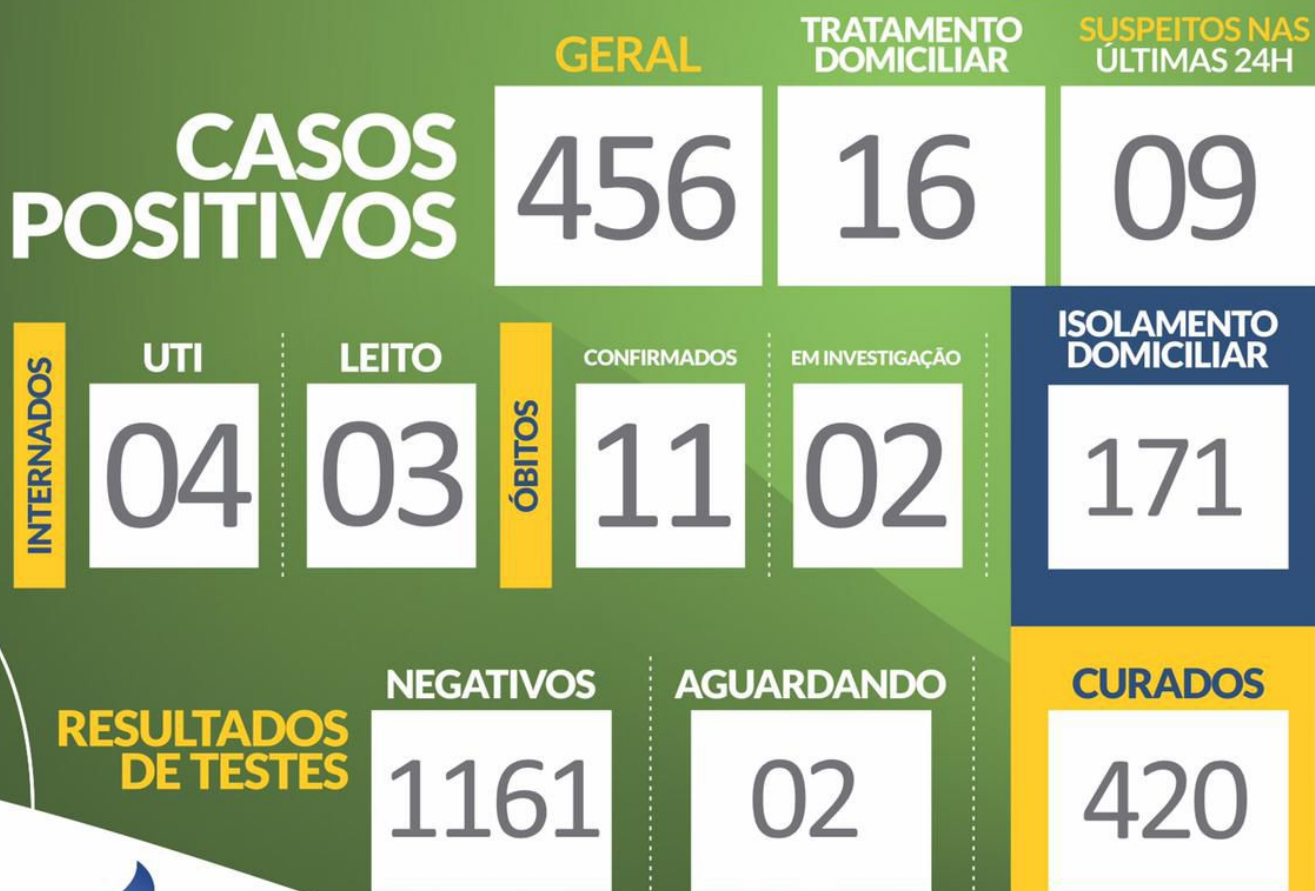 CASOS
POSITIVOS
GERAL
456
TRATAMENTO
DOMICILIAR
16
SUSPEITOS NAS
ÚLTIMAS 24H
09
INTERNADOS
UTI
04
LEITO
03
ÓBITOS
CONFIRMADOS
11
EM INVESTIGAÇÃO
02
ISOLAMENTO
DOMICILIAR
171
RESULTADOS
DE TESTES
NEGATIVOS
1161
AGUARDANDO
02
CURADOS
420